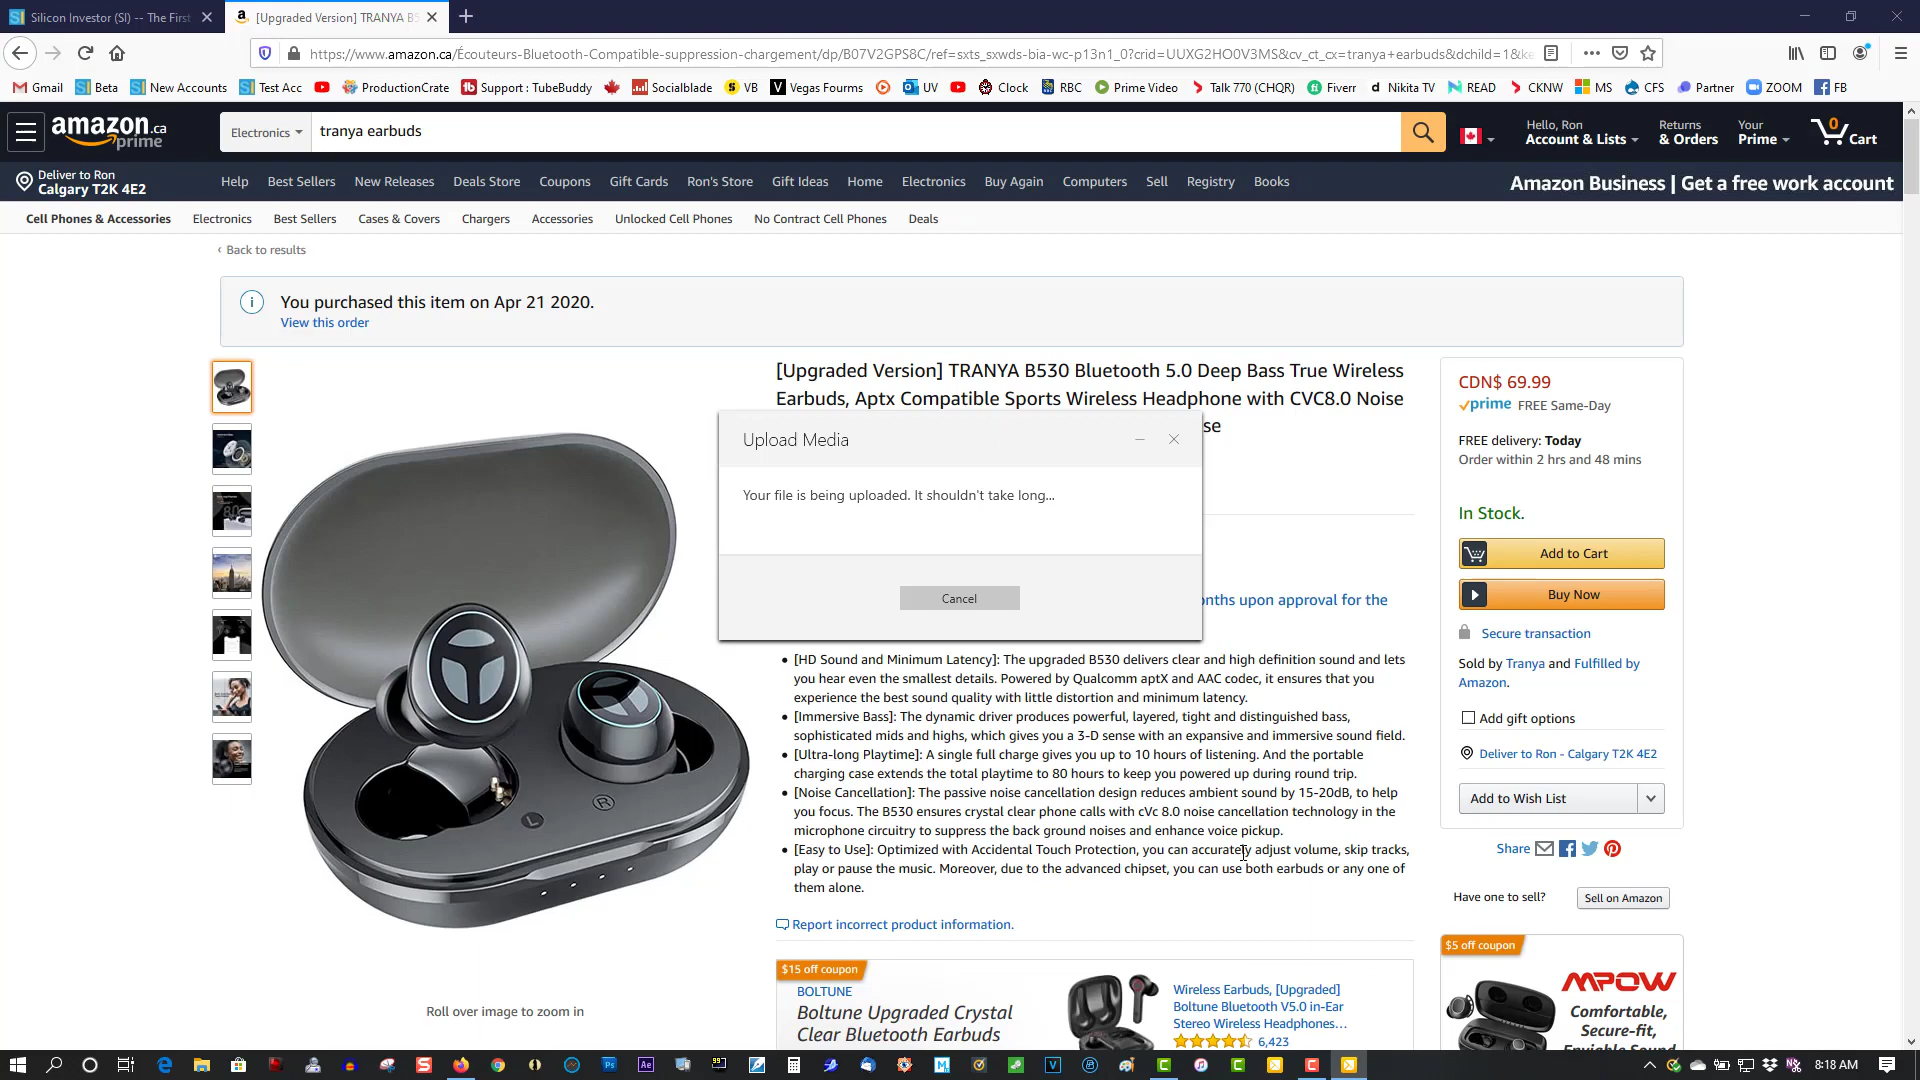 Silicon Investor (SI) -- The First
[Upgraded Version] TRANYA B5
https://www.amazon.ca/Écouteurs-Bluetooth-Compatible-suppression-chargement/dp/B07V2GPS8C/ref=sxts_sxwds-bia-wc-p13n1_0?crid=UUXG2HO0V3MS&cv_ct_cx=tranya+earbuds&dchild=1&ke
Gmail Beta New Accounts Test Acc ProductionCrate Support : TubeBuddy Socialblade VB Vegas Fourms UV Clock RBC Prime Video Talk 770 (CHQR) Fiverr Nikita TV READ CKNW MS CFS Partner ZOOM FB
amazon.ca
prime
Electronics
tranya earbuds
Hello, Ron
Account & Lists
Returns
& Orders
Your
Prime
0
Cart
Deliver to Ron
Calgary T2K 4E2
Help Best Sellers New Releases Deals Store Coupons Gift Cards Ron's Store Gift Ideas Home Electronics Buy Again Computers Sell Registry Books
Amazon Business | Get a free work account
Cell Phones & Accessories Electronics Best Sellers Cases & Covers Chargers Accessories Unlocked Cell Phones No Contract Cell Phones Deals
‹ Back to results
You purchased this item on Apr 21 2020.
View this order
[Upgraded Version] TRANYA B530 Bluetooth 5.0 Deep Bass True Wireless
Earbuds, Aptx Compatible Sports Wireless Headphone with CVC8.0 Noise
se
Upload Media
Your file is being uploaded. It shouldn't take long...
Cancel
onths upon approval for the
• [HD Sound and Minimum Latency]: The upgraded B530 delivers clear and high definition sound and lets
you hear even the smallest details. Powered by Qualcomm aptX and AAC codec, it ensures that you
experience the best sound quality with little distortion and minimum latency.
• [Immersive Bass]: The dynamic driver produces powerful, layered, tight and distinguished bass,
sophisticated mids and highs, which gives you a 3-D sense with an expansive and immersive sound field.
• [Ultra-long Playtime]: A single full charge gives you up to 10 hours of listening. And the portable
charging case extends the total playtime to 80 hours to keep you powered up during round trip.
• [Noise Cancellation]: The passive noise cancellation design reduces ambient sound by 15-20dB, to help
you focus. The B530 ensures crystal clear phone calls with cVc 8.0 noise cancellation technology in the
microphone circuitry to suppress the back ground noises and enhance voice pickup.
• [Easy to Use]: Optimized with Accidental Touch Protection, you can accurately adjust volume, skip tracks,
play or pause the music. Moreover, due to the advanced chipset, you can use both earbuds or any one of
them alone.
Report incorrect product information.
L
R
Roll over image to zoom in
CDN$ 69.99
prime FREE Same-Day
FREE delivery: Today
Order within 2 hrs and 48 mins
In Stock.
Add to Cart
Buy Now
Secure transaction
Sold by Tranya and Fulfilled by
Amazon.
Add gift options
Deliver to Ron - Calgary T2K 4E2
Add to Wish List
Share
Have one to sell?
Sell on Amazon
$15 off coupon
BOLTUNE
Boltune Upgraded Crystal
Clear Bluetooth Earbuds
Wireless Earbuds, [Upgraded]
Boltune Bluetooth V5.0 in-Ear
Stereo Wireless Headphones...
6,423
$5 off coupon
MPOW
Comfortable,
Secure-fit,
Enviable Sound
8:18 AM